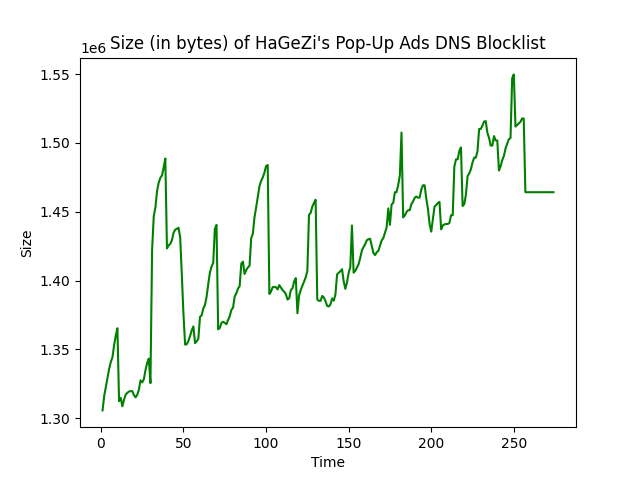 Size (in bytes) of HaGeZi's Pop-Up Ads DNS Blocklist
1e6
1.55
1.50
1.45
1.40
1.35
1.30
Size
0 50 100 150 200 250
Time